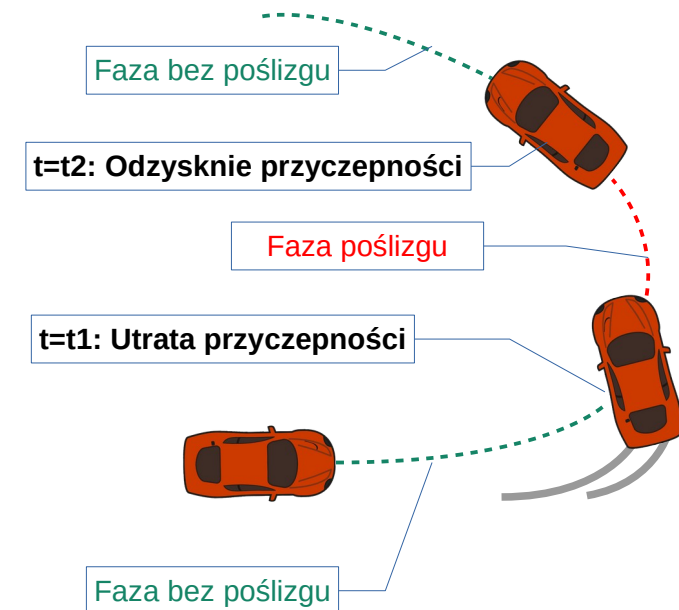 Faza bez poślizgu
t=t2: Odzysknie przyczepności
Faza poślizgu
t=t1: Utrata przyczepności
Faza bez poślizgu